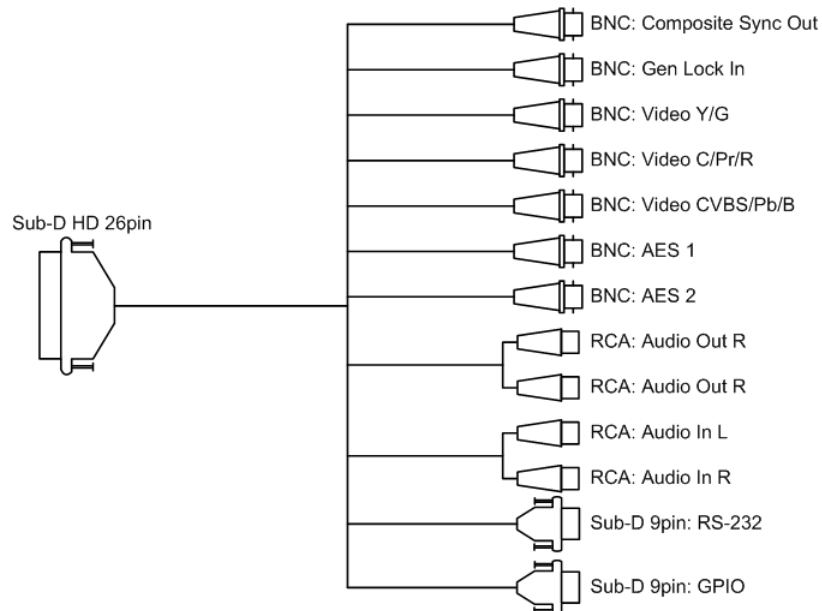 BNC: Composite Sync Out
BNC: Gen Lock In
BNC: Video Y/G
BNC: Video C/Pr/R
BNC: Video CVBS/Pb/B
Sub-D HD 26pin
BNC: AES 1
BNC: AES 2
RCA: Audio Out R
RCA: Audio Out R
RCA: Audio In L
RCA: Audio In R
Sub-D 9pin: RS-232
Sub-D 9pin: GPIO